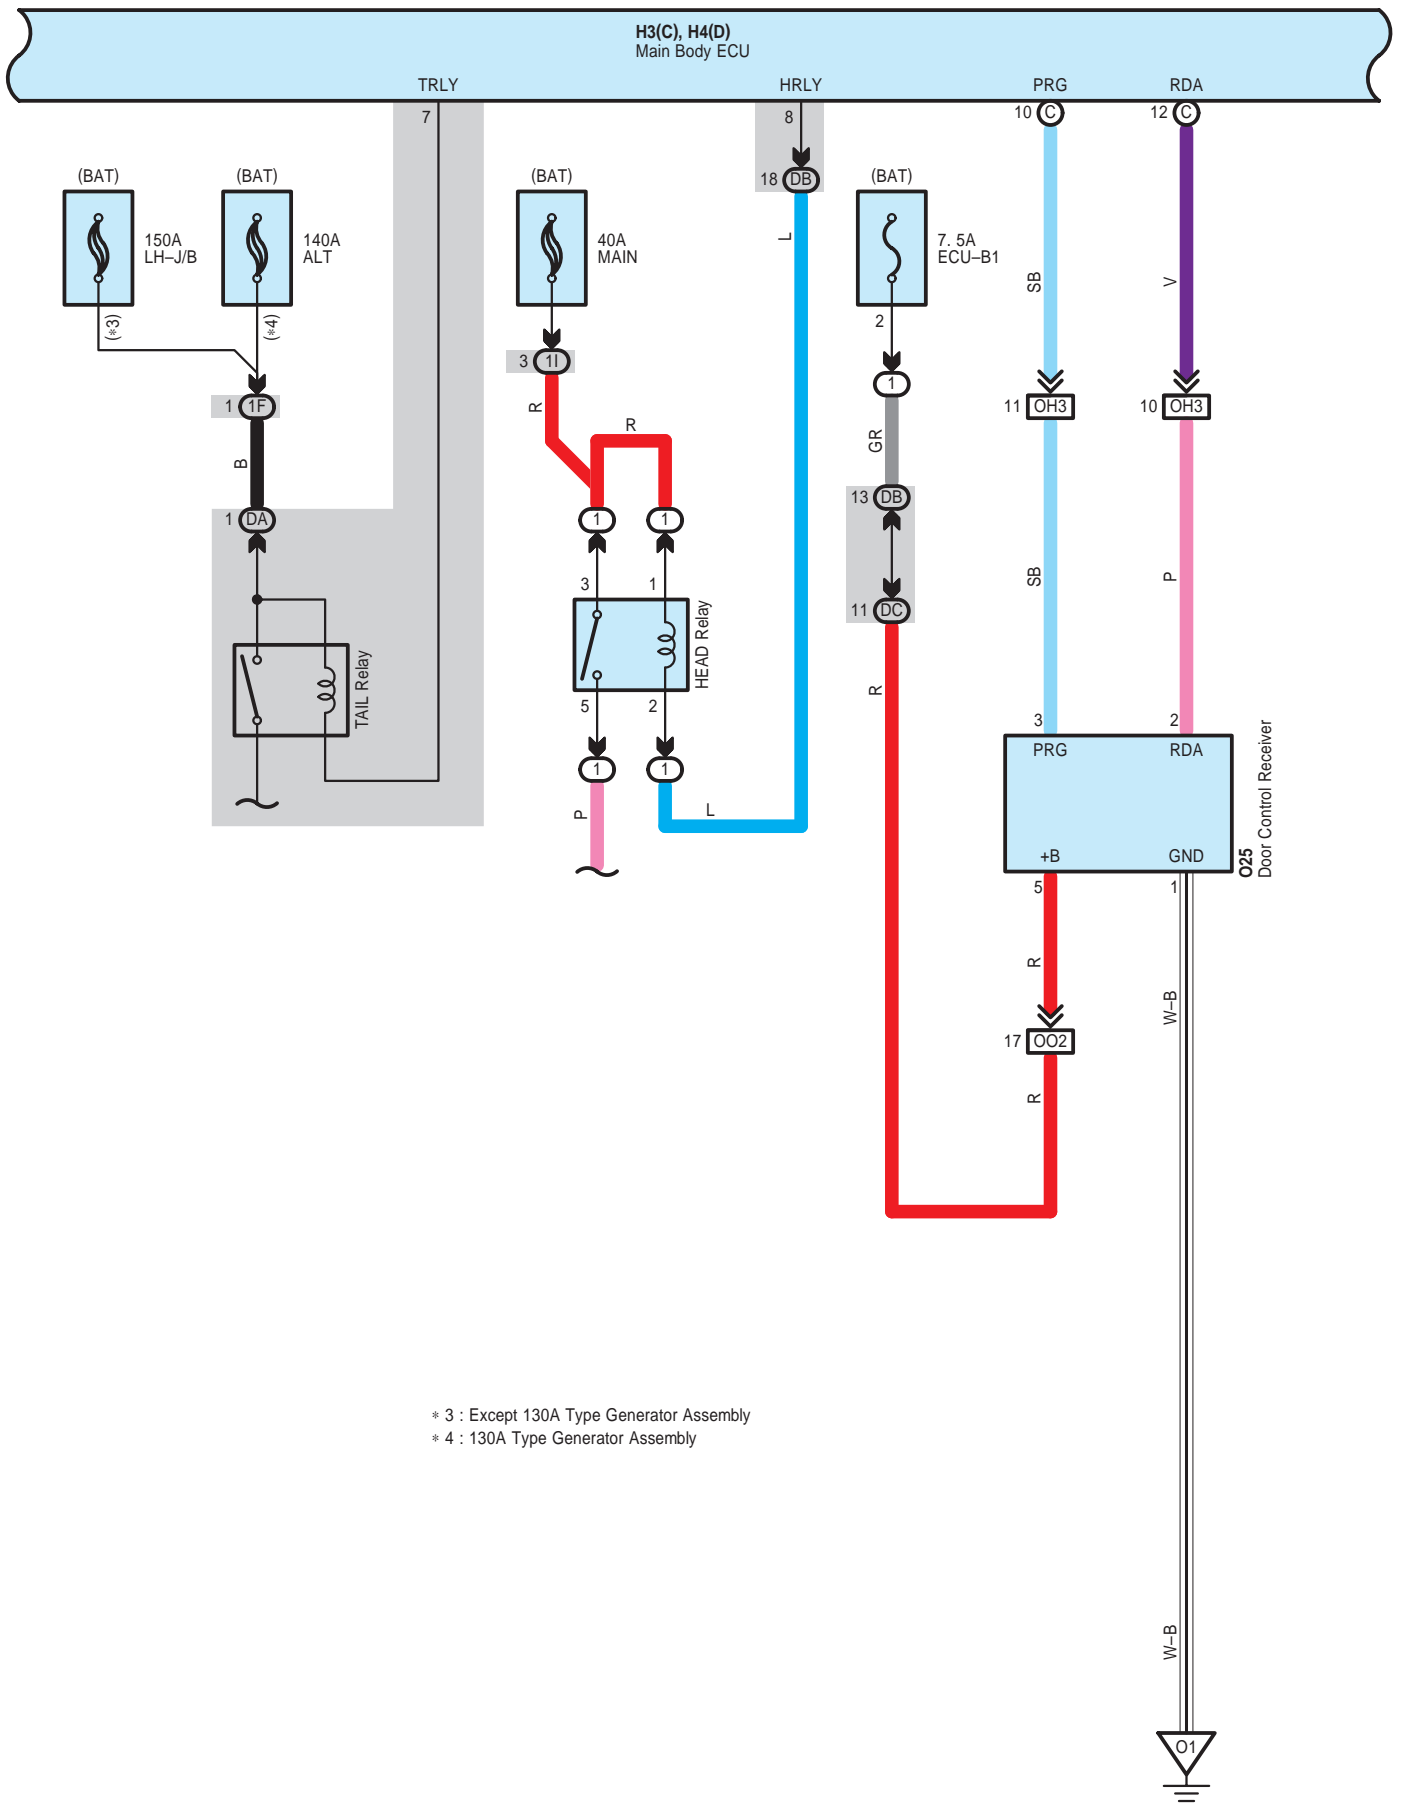 H3(C), H4(D)
Main Body ECU
TRLY
HRLY
PRG
RDA
7
8
10 C
12 C
(BAT)
(BAT)
(BAT)
18 DB
(BAT)
150A
LH–J/B
140A
ALT
40A
MAIN
L
7. 5A
ECU–B1
SB
V
(∗3)
(∗4)
2
3 1I
1
1 1F
R
R
11 OH3
10 OH3
B
GR
13 DB
1 DA
1
1
3
1
SB
P
11 DC
TAIL Relay
HEAD Relay
R
5
2
3
2
PRG
RDA
1
1
P
L
+B
GND
O25
Door Control Receiver
5
1
R
W–B
17 OO2
R
∗ 3 : Except 130A Type Generator Assembly
∗ 4 : 130A Type Generator Assembly
W–B
O1